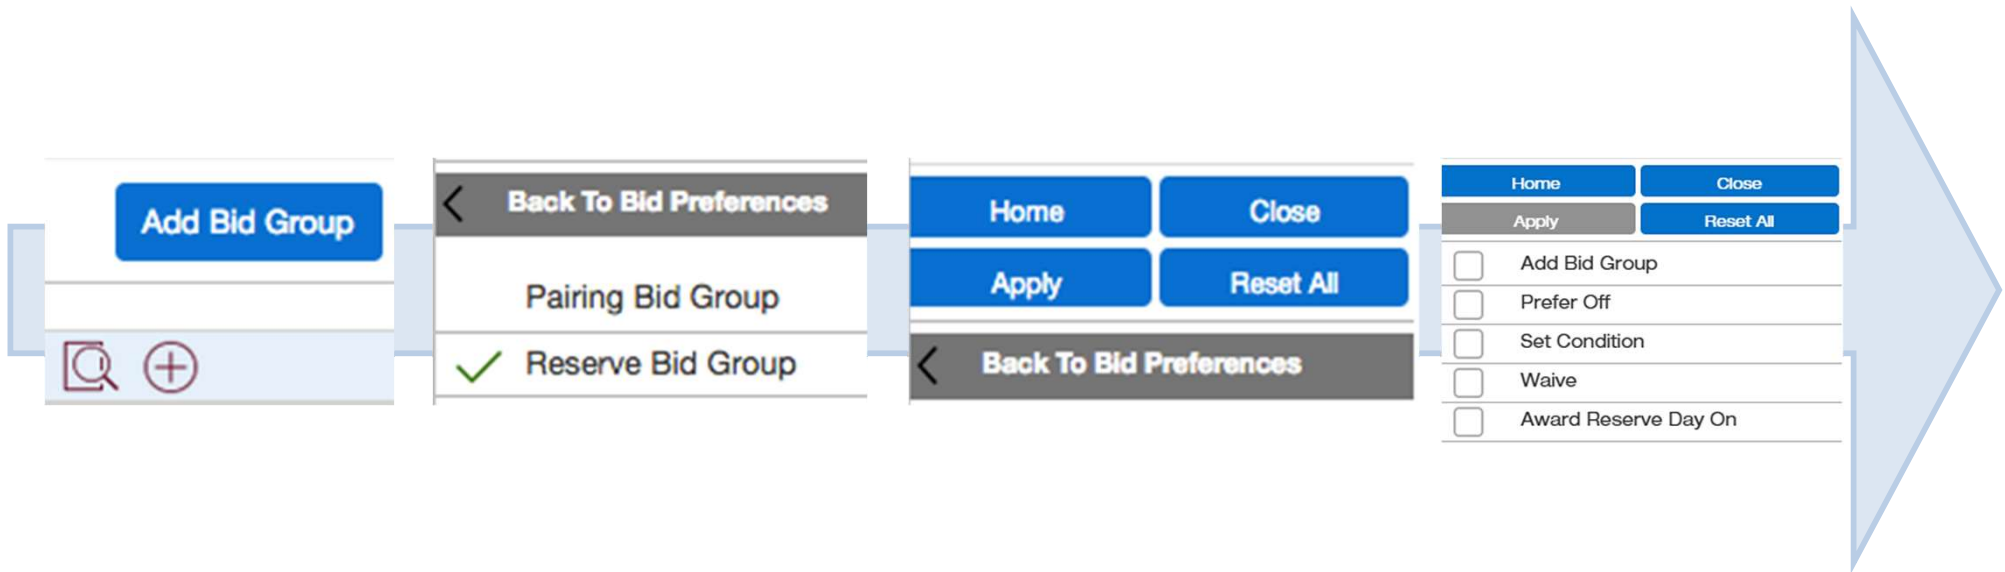 Add Bid Group
Back To Bid Preferences
Pairing Bid Group
Reserve Bid Group
Home Close
Apply Reset All
Back To Bid Preferences
Home Close
Apply Reset All
Add Bid Group
Prefer Off
Set Condition
Waive
Award Reserve Day On